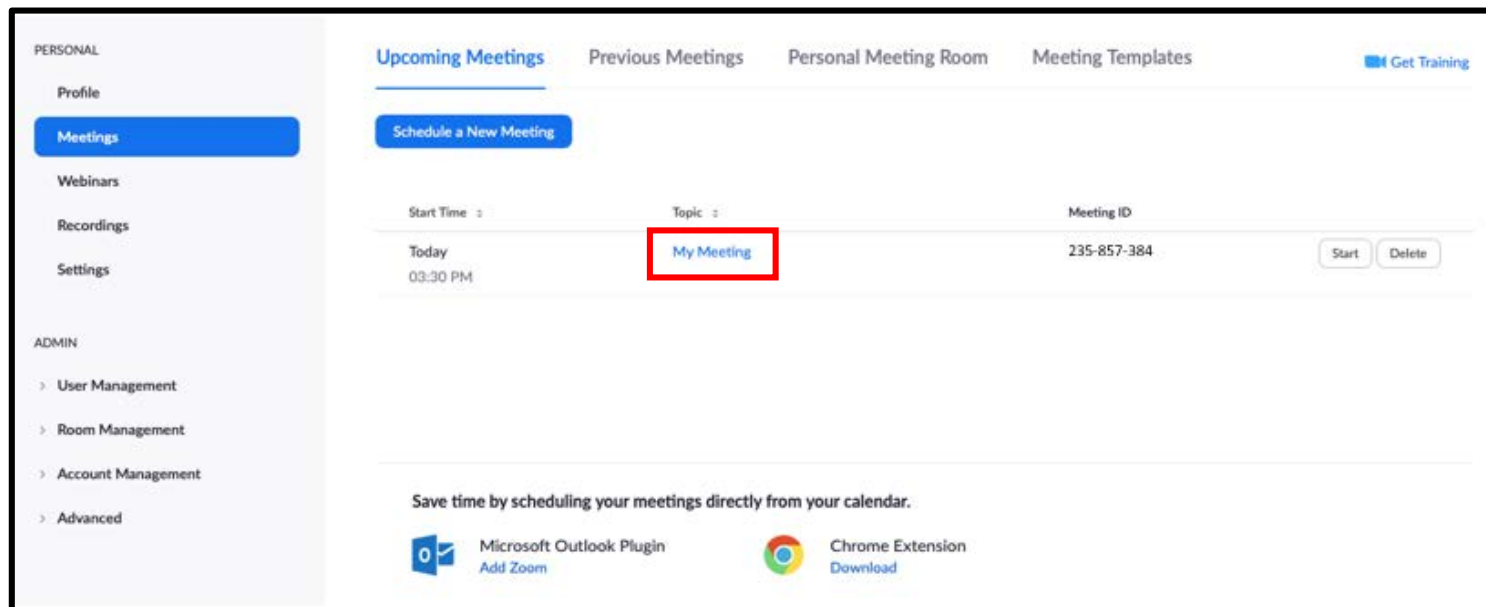 PERSONAL
Profile
Meetings
Webinars
Recordings
Settings
ADMIN
User Management
Room Management
Account Management
Advanced
Upcoming Meetings Previous Meetings Personal Meeting Room Meeting Templates Get Training
Schedule a New Meeting
Start Time Topic Meeting ID
Today My Meeting 235-857-384 Start Delete
03:30 PM
Save time by scheduling your meetings directly from your calendar.
Microsoft Outlook Plugin
Add Zoom
Chrome Extension
Download